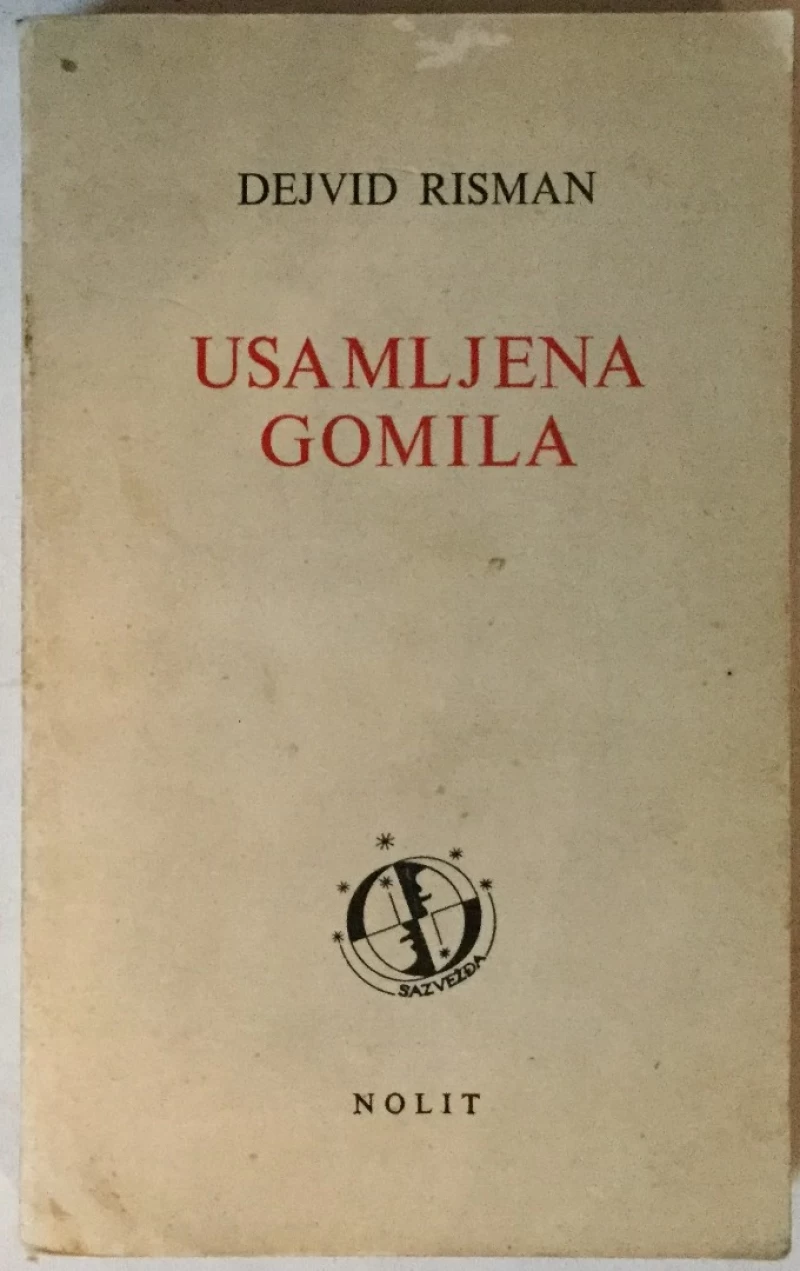 DEJVID RISMAN
USAMLJENA
GOMILA
SAZVEŽĐA
NOLIT